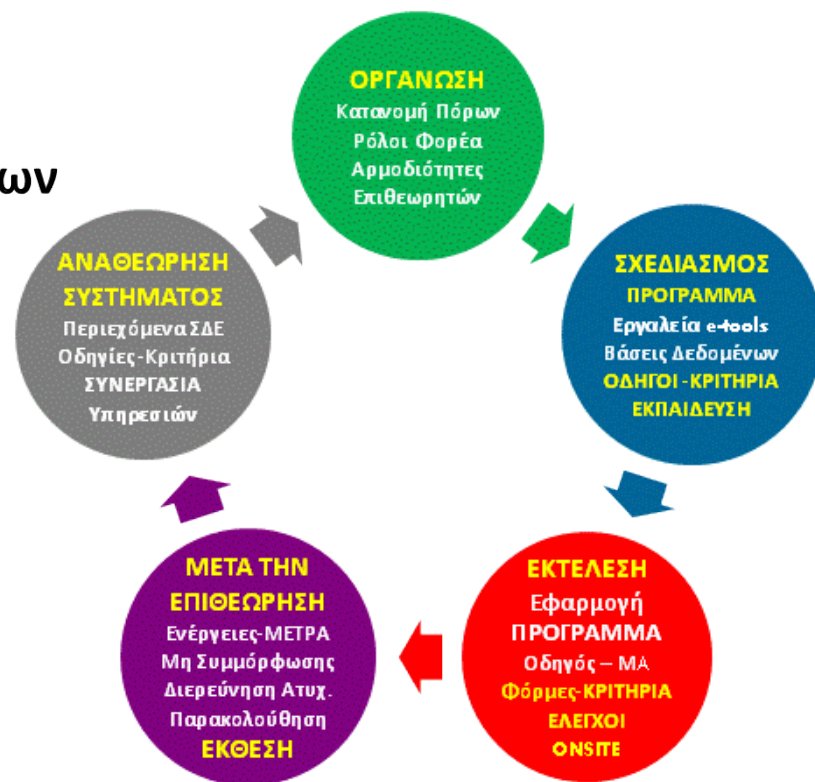 ων
ΟΡΓΑΝΩΣΗ
Κατανομή Πόρων
Ρόλοι Φορέα
Αρμοδιότητες
Επιθεωρητών
ΣΧΕΔΙΑΣΜΟΣ
ΠΡΟΓΡΑΜΜΑ
Εργαλεία e-tools
Βάσεις Δεδομένων
ΟΔΗΓΟΙ -ΚΡΙΤΗΡΙΑ
ΕΚΠΑΙΔΕΥΣΗ
ΕΚΤΕΛΕΣΗ
Εφαρμογή
ΠΡΟΓΡΑΜΜΑ
Οδηγός – ΜΑ
Φόρμες-ΚΡΙΤΗΡΙΑ
ΕΛΕΓΧΟΙ
ONSITE
ΜΕΤΑ ΤΗΝ
ΕΠΙΘΕΩΡΗΣΗ
Ενέργειες-ΜΕΤΡΑ
Μη Συμμόρφωσης
Διερεύνηση Ατυχ.
Παρακολούθηση
ΕΚΘΕΣΗ
ΑΝΑΘΕΩΡΗΣΗ
ΣΥΣΤΗΜΑΤΟΣ
Περιεχόμενα ΣΔΕ
Οδηγίες-Κριτήρια
ΣΥΝΕΡΓΑΣΙΑ
Υπηρεσιών